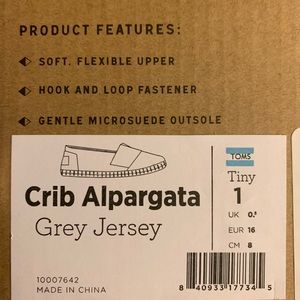 PRODUCT FEATURES:
SOFT, FLEXIBLE UPPER
HOOK AND LOOP FASTENER
GENTLE MICROSUEDE OUTSOLE
TOMS
Tiny
1
Crib Alpargata
Grey Jersey
UK 0.5
EUR 16
CM 8
10007642
MADE IN CHINA
8 40933 17734 5